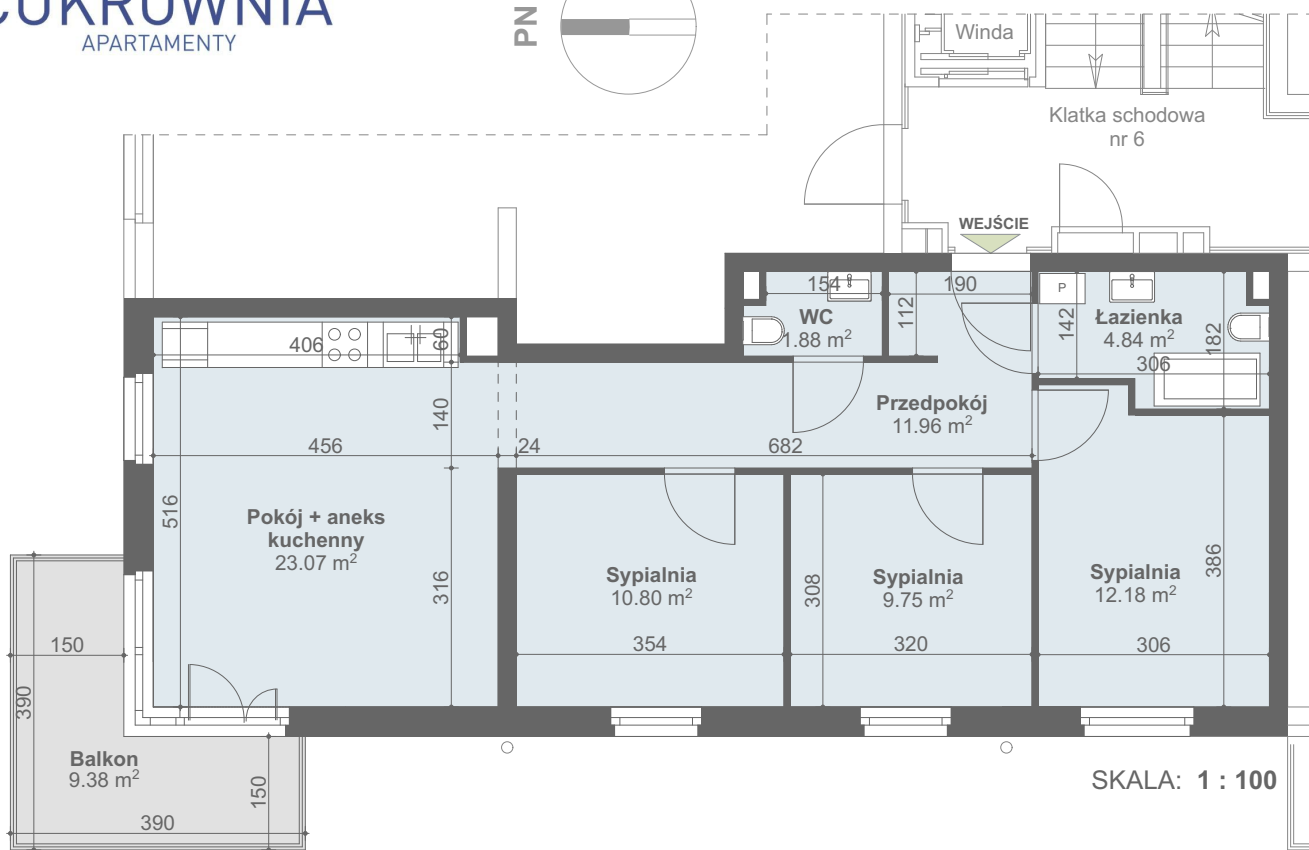 CUKROWNIA
APARTAMENTY
PN
Winda
Klatka schodowa
nr 6
WEJŚCIE
154
190
WC
1.88 m²
112
P
142
Łazienka
4.84 m²
182
306
406
60
140
Przedpokój
11.96 m²
456
24
682
516
Pokój + aneks
kuchenny
23.07 m²
316
Sypialnia
10.80 m²
354
308
Sypialnia
9.75 m²
320
Sypialnia
12.18 m²
386
306
150
390
Balkon
9.38 m²
150
390
SKALA: 1 : 100